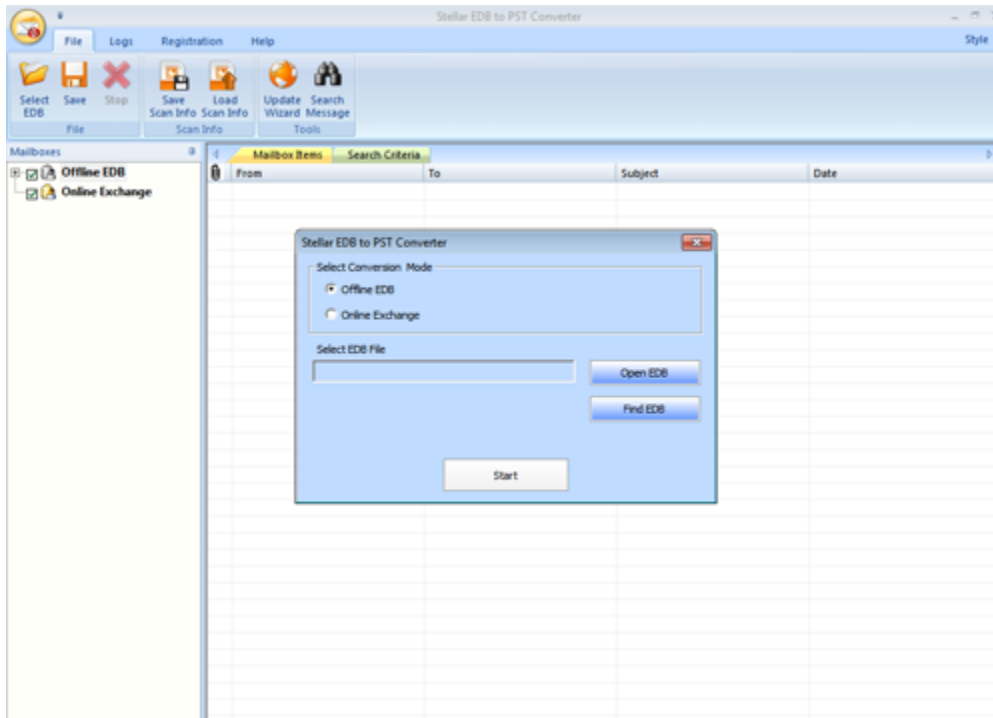 Stellar EDB to PST Converter
File Logs Registration Help Style
Select EDB Save Stop Save Scan Info Load Scan Info Update Wizard Search Message
File Scan Info Tools
Mailboxes Mailbox Items Search Criteria
Offline EDB From To Subject Date
Online Exchange
Stellar EDB to PST Converter
Select Conversion Mode
Offline EDB
Online Exchange
Select EDB File
Open EDB
Find EDB
Start